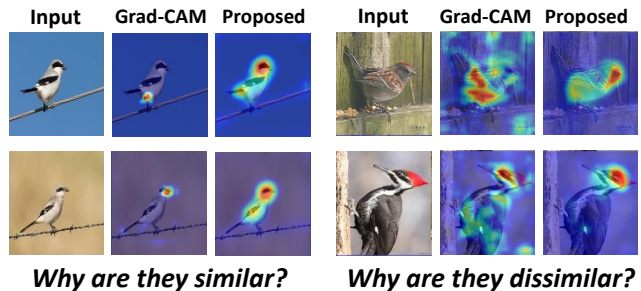 Input Grad-CAM Proposed Input Grad-CAM Proposed
Why are they similar? Why are they dissimilar?